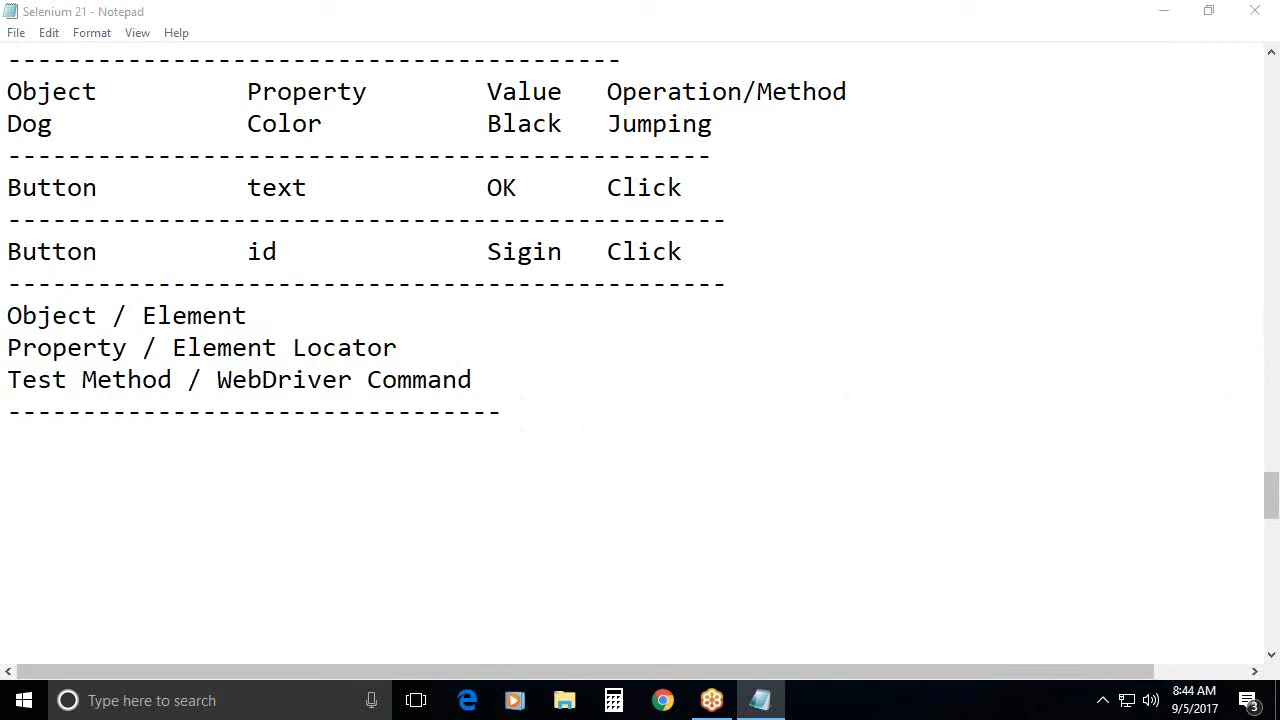 Selenium 21 - Notepad
File Edit Format View Help
-----------------------------------------
Object Property Value Operation/Method
Dog Color Black Jumping
-----------------------------------------------
Button text OK Click
------------------------------------------------
Button id Sigin Click
------------------------------------------------
Object / Element
Property / Element Locator
Test Method / WebDriver Command
---------------------------------
Type here to search
8:44 AM
9/5/2017
3